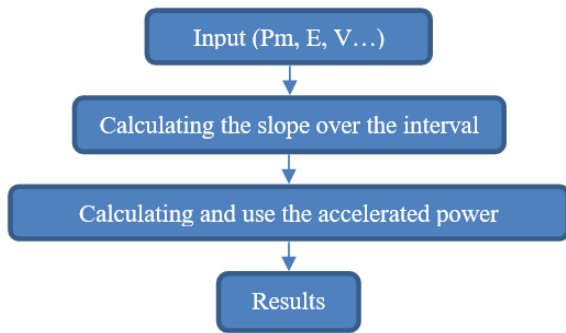 Input (Pm, E, V…)
Calculating the slope over the interval
Calculating and use the accelerated power
Results